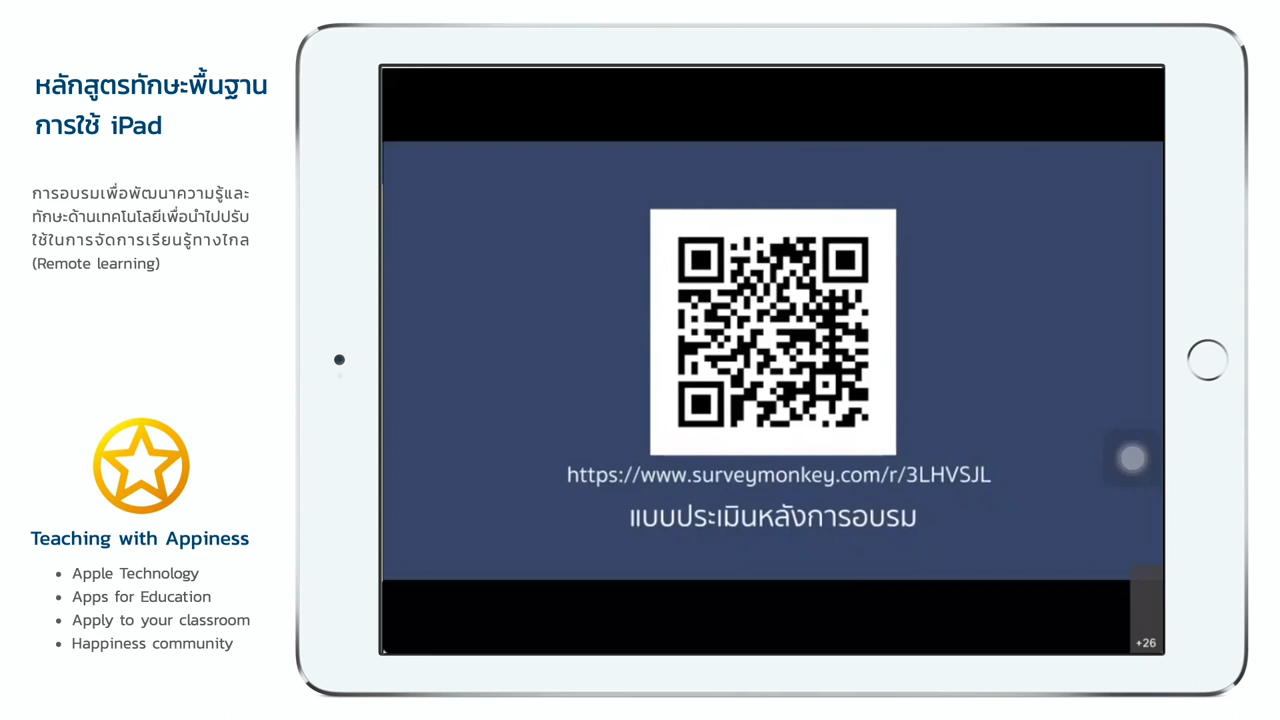 หลักสูตรทักษะพื้นฐาน
การใช้ iPad
การอบรมเพื่อพัฒนาความรู้และ
ทักษะด้านเทคโนโลยีเพื่อนำไปปรับ
ใช้ในการจัดการเรียนรู้ทางไกล
(Remote learning)
Teaching with Appiness
• Apple Technology
• Apps for Education
• Apply to your classroom
• Happiness community
https://www.surveymonkey.com/r/3LHVSJL
แบบประเมินหลังการอบรม
+26